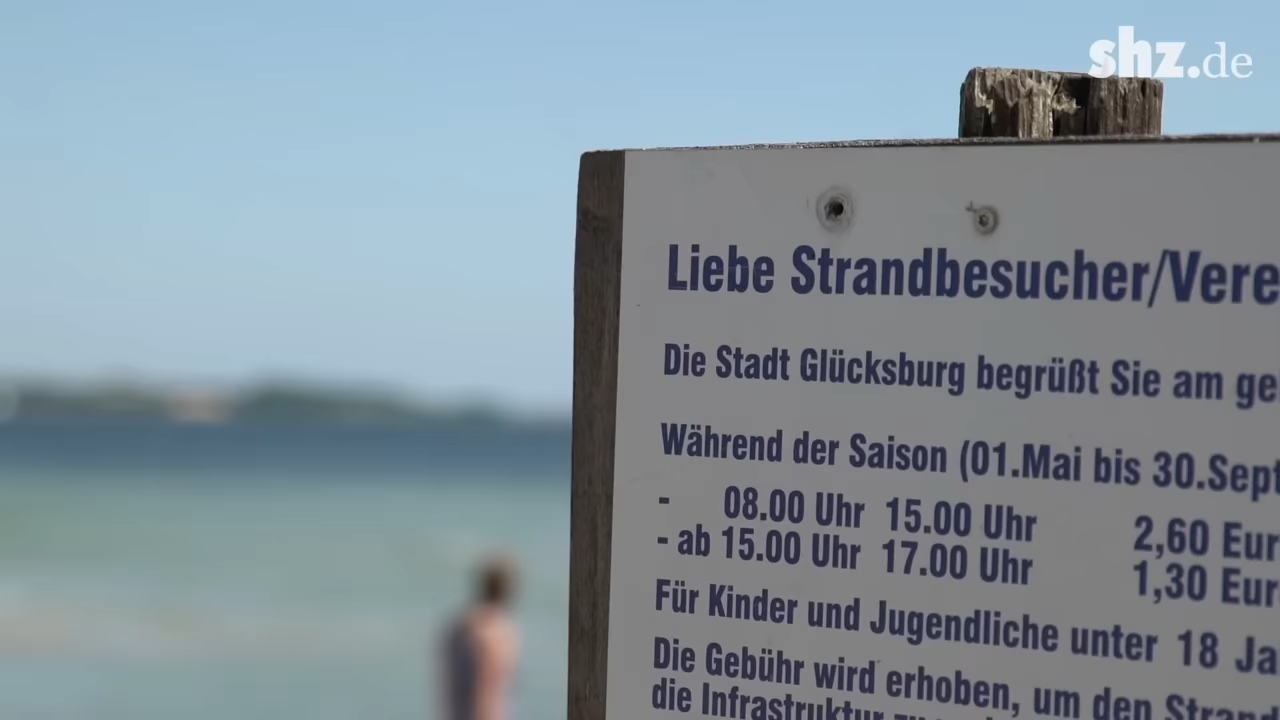 shz.de
Liebe Strandbesucher/Vere
Die Stadt Glücksburg begrüßt Sie am ge
Während der Saison (01.Mai bis 30.Sept
- 08.00 Uhr 15.00 Uhr 2,60 Eur
- ab 15.00 Uhr 17.00 Uhr 1,30 Eur
Für Kinder und Jugendliche unter 18 Ja
Die Gebühr wird erhoben, um den Strand
die Infrastruktur